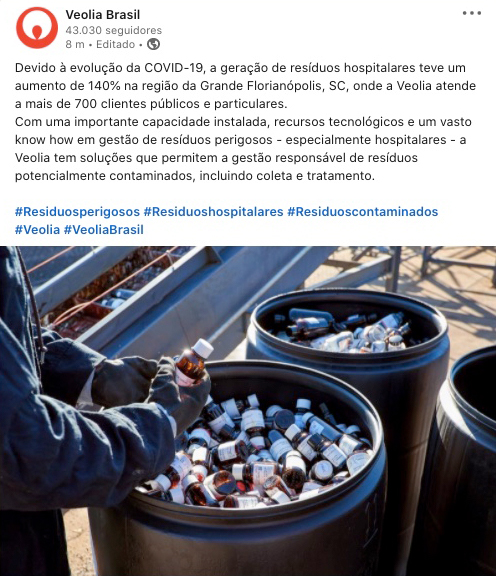 Veolia Brasil
43.030 seguidores
8 m • Editado •
Devido à evolução da COVID-19, a geração de resíduos hospitalares teve um
aumento de 140% na região da Grande Florianópolis, SC, onde a Veolia atende
a mais de 700 clientes públicos e particulares.
Com uma importante capacidade instalada, recursos tecnológicos e um vasto
know how em gestão de resíduos perigosos - especialmente hospitalares - a
Veolia tem soluções que permitem a gestão responsável de resíduos
potencialmente contaminados, incluindo coleta e tratamento.
#Residuosperigosos #Residuoshospitalares #Residuoscontaminados
#Veolia #VeoliaBrasil